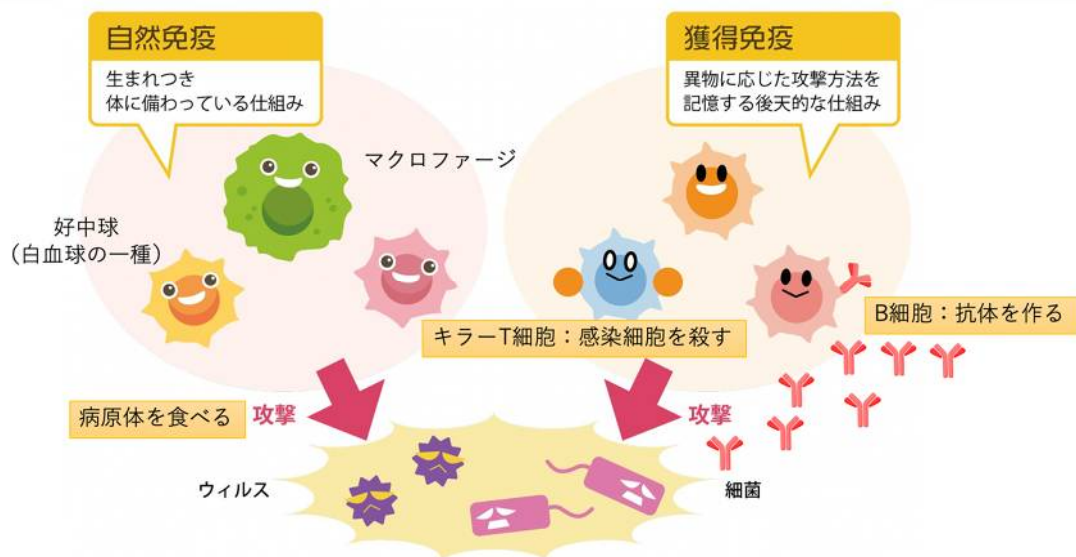 自然免疫
生まれつき
体に備わっている仕組み
獲得免疫
異物に応じた攻撃方法を
記憶する後天的な仕組み
マクロファージ
好中球
（白血球の一種）
B細胞：抗体を作る
キラーT細胞：感染細胞を殺す
病原体を食べる
攻撃
攻撃
ウィルス
細菌